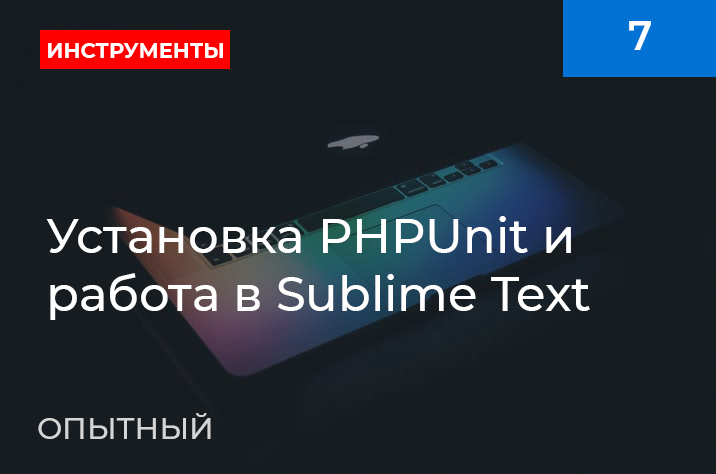 ИНСТРУМЕНТЫ
7
Установка PHPUnit и
работа в Sublime Text
ОПЫТНЫЙ